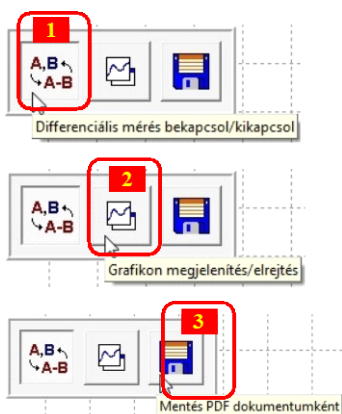 1
A,B
A-B
Differenciális mérés bekapcsol/kikapcsol
2
A,B
A-B
Grafikon megjelenítés/elrejtés
3
A,B
A-B
Mentés PDF dokumentumként